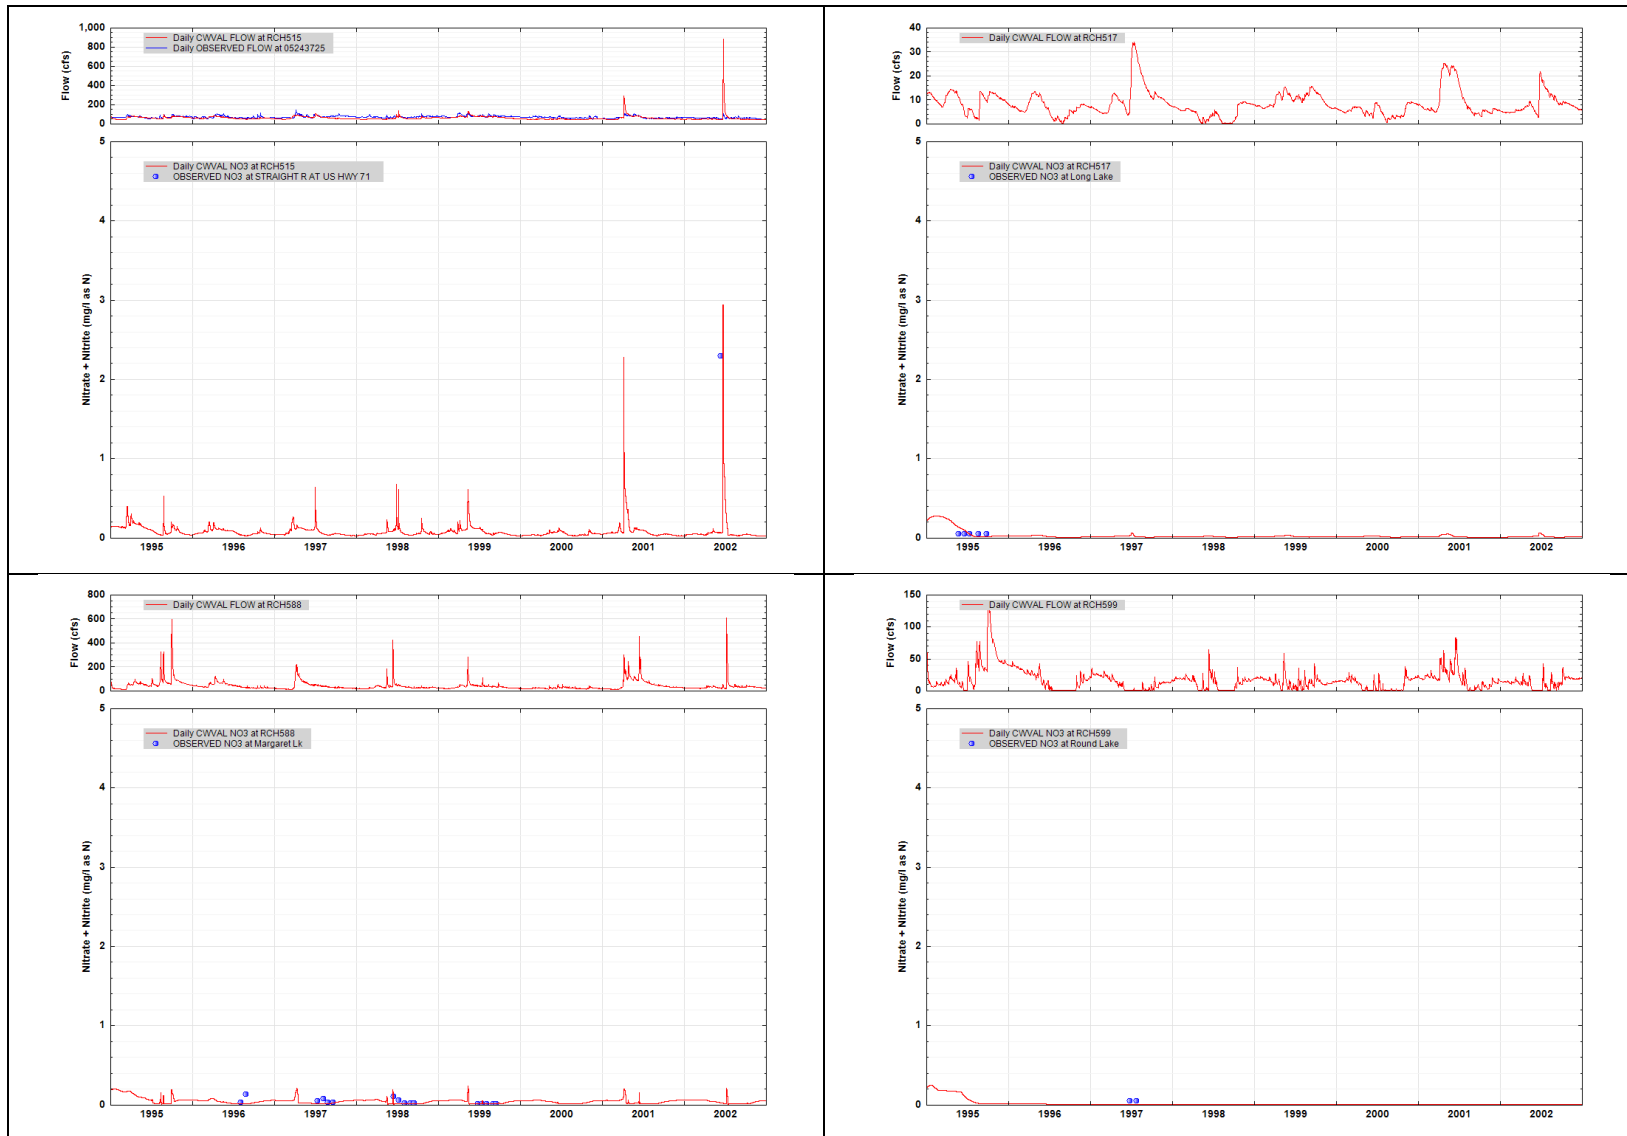 1,000
800
600
400
200
0
Flow (cfs)
Daily CWVAL FLOW at RCH515
Daily OBSERVED FLOW at 05243725
5
4
3
2
1
0
Nitrate + Nitrite (mg/l as N)
Daily CWVAL NO3 at RCH515
OBSERVED NO3 at STRAIGHT R AT US HWY 71
1995 1996 1997 1998 1999 2000 2001 2002
40
30
20
10
0
Flow (cfs)
Daily CWVAL FLOW at RCH517
5
4
3
2
1
0
Nitrate + Nitrite (mg/l as N)
Daily CWVAL NO3 at RCH517
OBSERVED NO3 at Long Lake
1995 1996 1997 1998 1999 2000 2001 2002
800
600
400
200
0
Flow (cfs)
Daily CWVAL FLOW at RCH588
5
4
3
2
1
0
Nitrate + Nitrite (mg/l as N)
Daily CWVAL NO3 at RCH588
OBSERVED NO3 at Margaret Lk
1995 1996 1997 1998 1999 2000 2001 2002
150
100
50
0
Flow (cfs)
Daily CWVAL FLOW at RCH599
5
4
3
2
1
0
Nitrate + Nitrite (mg/l as N)
Daily CWVAL NO3 at RCH599
OBSERVED NO3 at Round Lake
1995 1996 1997 1998 1999 2000 2001 2002